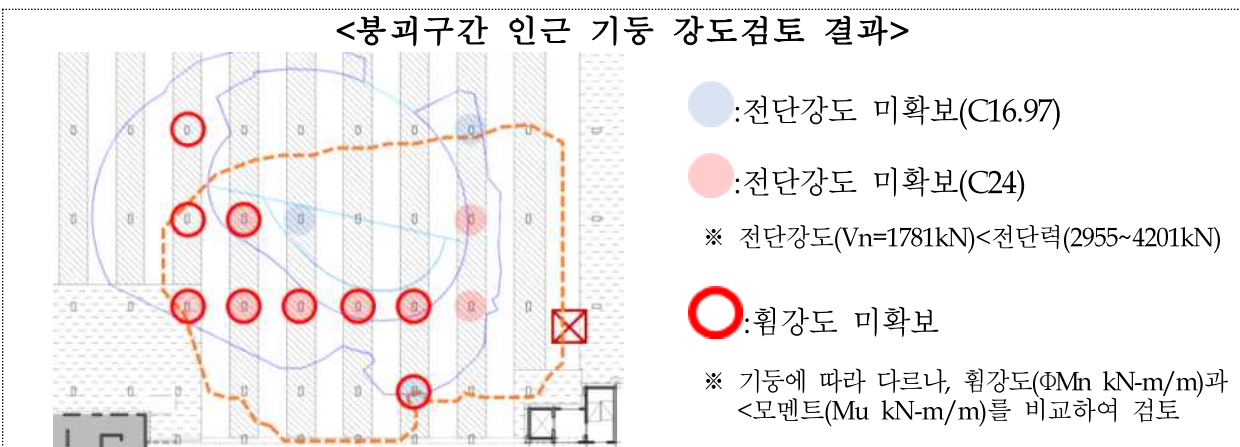 <붕괴구간 인근 기둥 강도검토 결과>
:전단강도 미확보(C16.97)
:전단강도 미확보(C24)
※ 전단강도(Vn=1781kN)<전단력(2955~4201kN)
:휨강도 미확보
※ 기둥에 따라 다르나, 휨강도(ΦMn kN-m/m)과
<모멘트(Mu kN-m/m)를 비교하여 검토